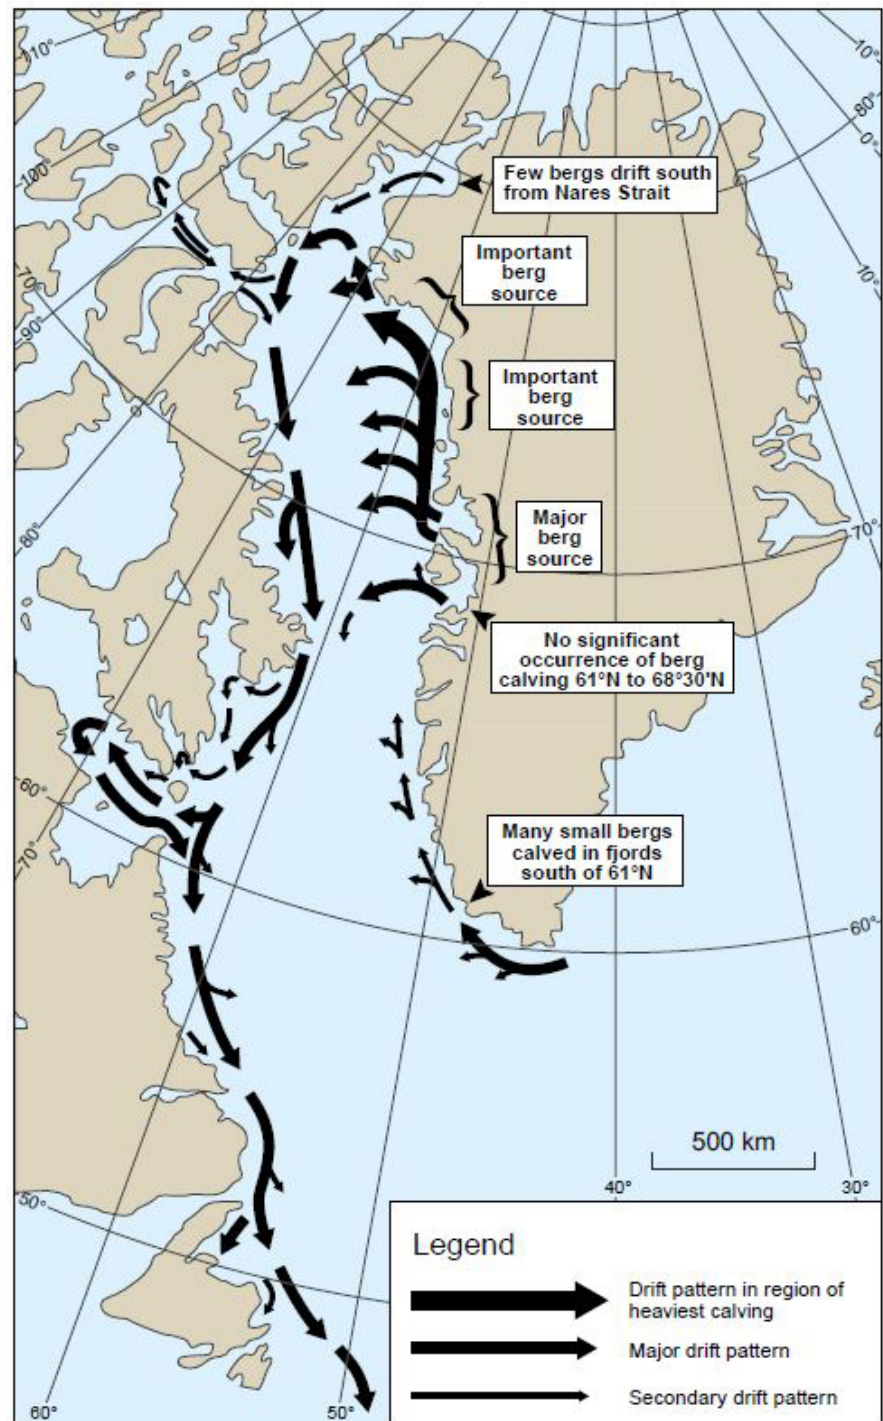 110°
10°
80°
0°
100°
Few bergs drift south
from Nares Strait
Important
berg
source
70°
10°
90°
Important
berg
source
80°
Major
berg
source
70°
No significant
occurrence of berg
calving 61°N to 68°30'N
60°
70°
Many small bergs
calved in fjords
south of 61°N
60°
500 km
50°
40°
30°
Legend
Drift pattern in region of
heaviest calving
Major drift pattern
Secondary drift pattern
60°
50°